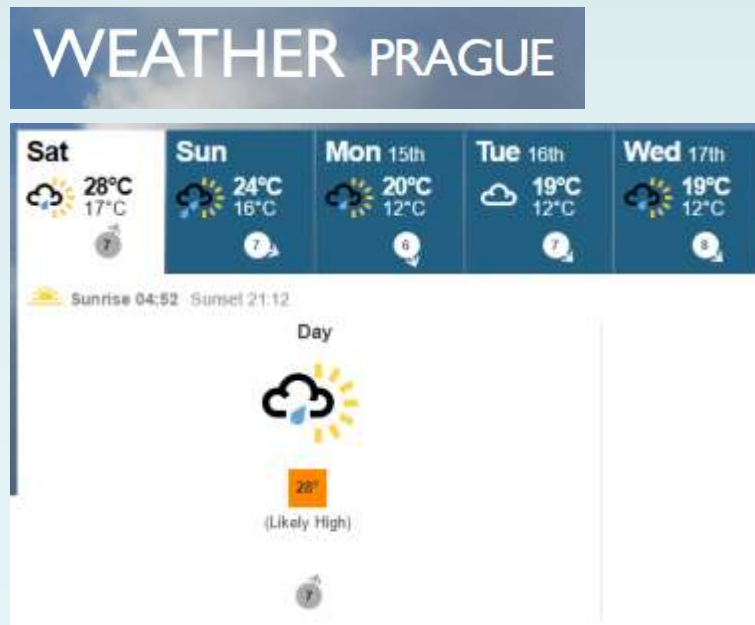 WEATHER PRAGUE
Sat Sun Mon 15th Tue 16th Wed 17th
28°C 24°C 20°C 19°C 19°C
17°C 16°C 12°C 12°C 12°C
7 7 6 7 8
Sunrise 04:52 Sunset 21:12
Day
28°
(Likely High)
7